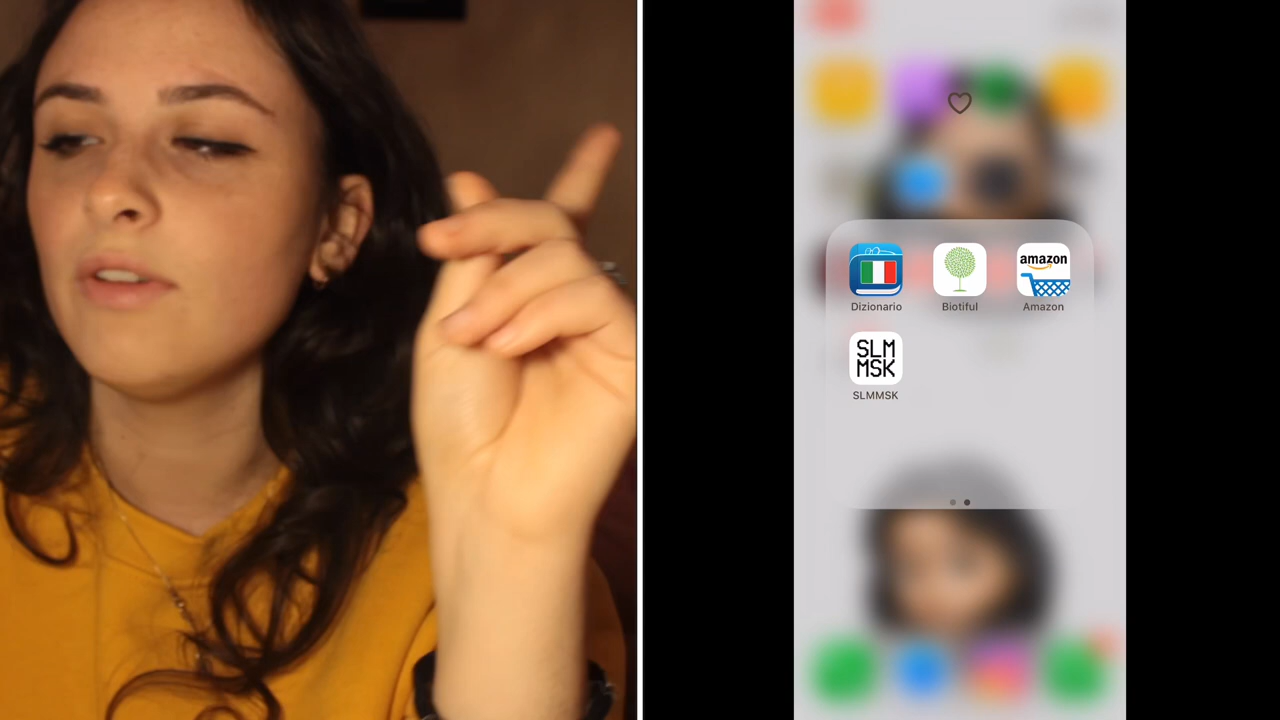 Dizionario
Biotiful
amazon
Amazon
SLM
MSK
SLMMSK